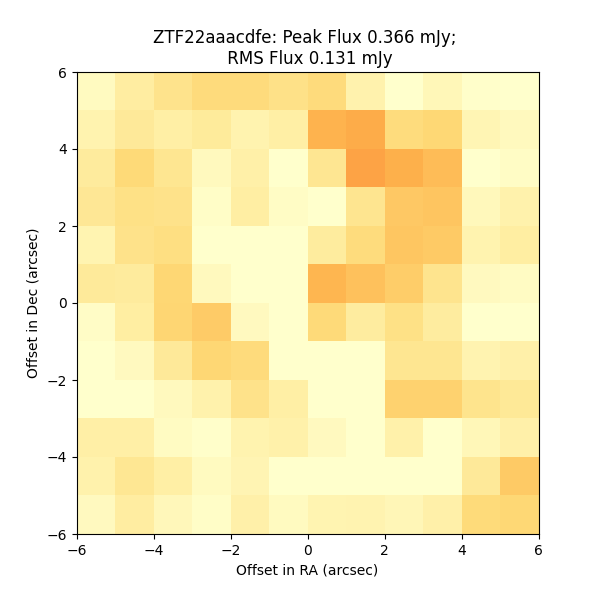 ZTF22aaacdfe: Peak Flux 0.366 mJy;
RMS Flux 0.131 mJy
6
4
2
0
−2
−4
−6
Offset in Dec (arcsec)
−6 −4 −2 0 2 4 6
Offset in RA (arcsec)